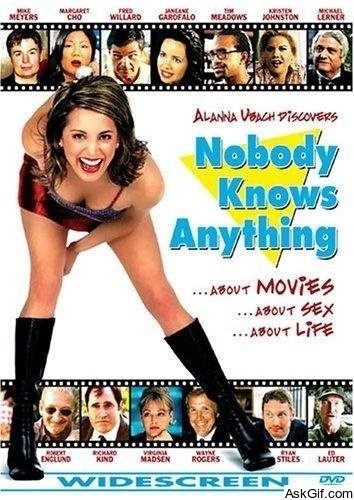 MIKE MEYERS MARGARET CHO FRED WILLARD JANEANE GAROFALO TIM MEADOWS KRISTEN JOHNSTON MICHAEL LERNER
ALANNA UBACH DISCOVERS
Nobody
Knows
Anything
...ABOUT MOVIES
...ABOUT SEX
...ABOUT LIFE
ROBERT ENGLUND RICHARD KIND VIRGINIA MADSEN WAYNE ROGERS RYAN STILES ED LAUTER
WIDESCREEN DVD
AskGif.com